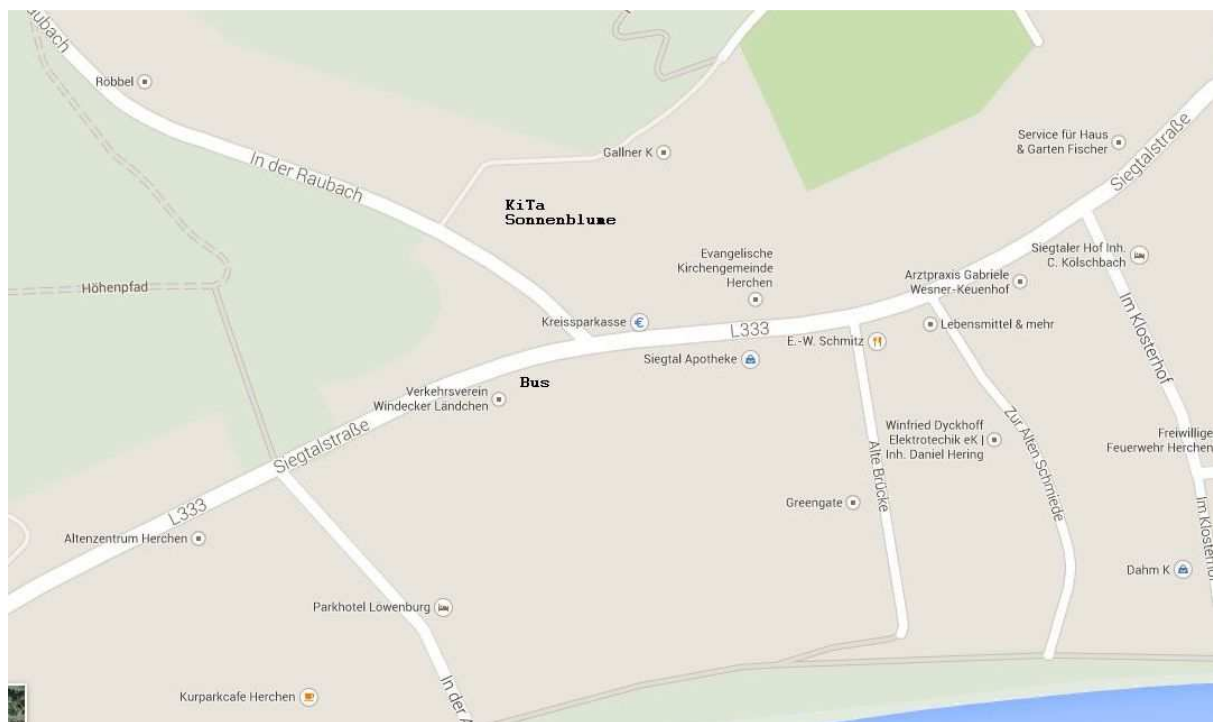 Raubach
Röbbel
In der Raubach
Gallner K
Service für Haus
& Garten Fischer
Siegtalstraße
KiTa
Sonnenblume
Evangelische
Kirchengemeinde
Herchen
Siegtaler Hof Inh.
C. Kölschbach
Arztpraxis Gabriele
Wesner-Keuenhof
Höhenpfad
Kreissparkasse
L333
E.-W. Schmitz
Lebensmittel & mehr
Im Klosterhof
Siegtal Apotheke
Bus
Verkehrsverein
Windecker Ländchen
Siegtalstraße
Winfried Dyckhoff
Elektrotechik eK |
Inh. Daniel Hering
Zur Alten Schmiede
Freiwillige
Feuerwehr Herchen
Alte Brücke
L333
Greengate
Im Klosterhof
Altenzentrum Herchen
Dahm K
Parkhotel Löwenburg
Kurparkcafe Herchen
In der A